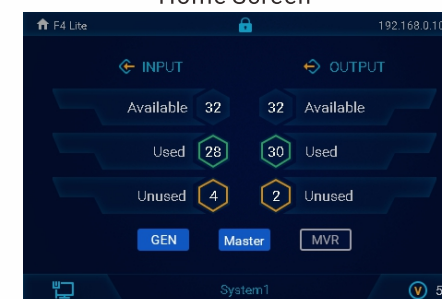 Home Screen
F4 Lite 192.168.0.10
INPUT OUTPUT
Available 32 32 Available
Used 28 30 Used
Unused 4 2 Unused
GEN Master MVR
System1 V 5